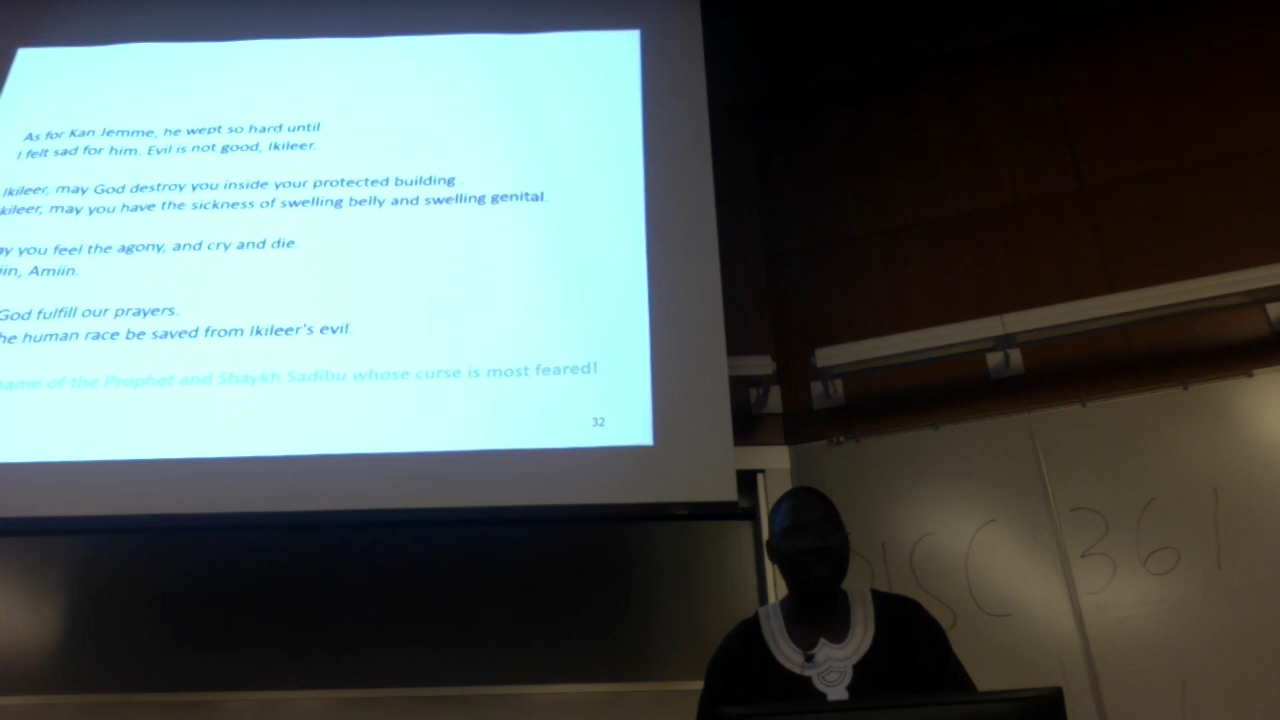 As for Kan Jemme, he wept so hard until
I felt sad for him. Evil is not good, Ikileer.
Ikileer, may God destroy you inside your protected building.
kileer, may you have the sickness of swelling belly and swelling genital.
ay you feel the agony, and cry and die.
iin, Amiin.
God fulfill our prayers.
he human race be saved from Ikileer's evil.
name of the Prophet and Shaykh Sadibu whose curse is most feared!
32
DISC 361